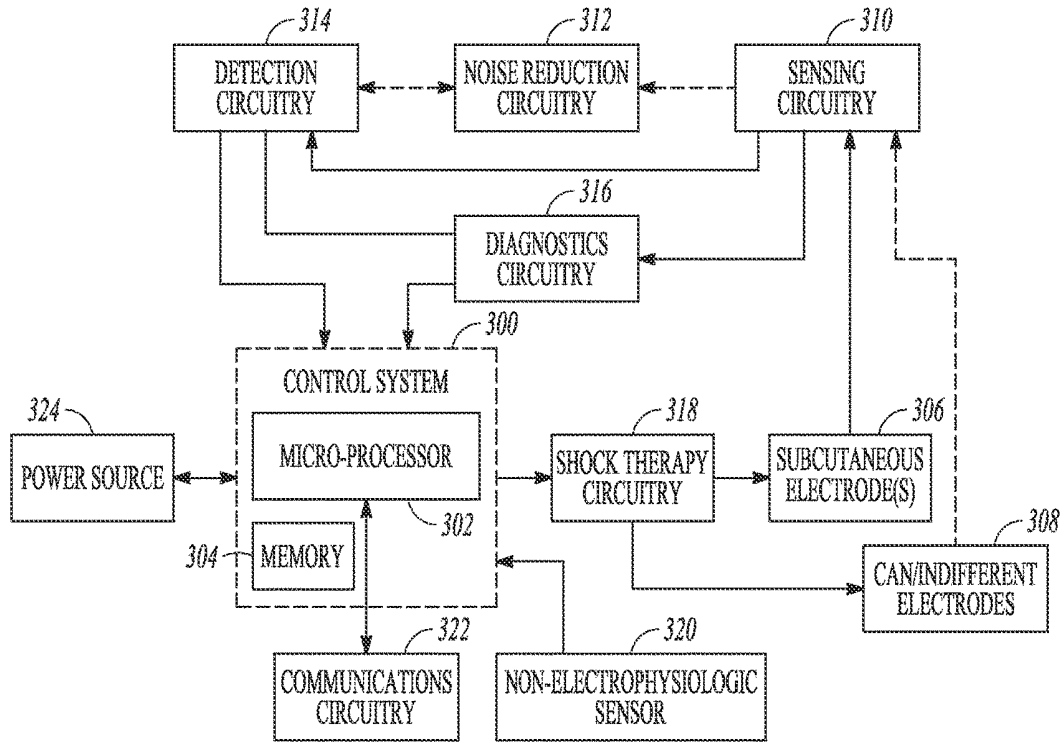 314
312
310
DETECTION
CIRCUITRY
NOISE REDUCTION
CIRCUITRY
SENSING
CIRCUITRY
316
DIAGNOSTICS
CIRCUITRY
300
CONTROL SYSTEM
324
POWER SOURCE
MICRO-PROCESSOR
302
304
MEMORY
318
SHOCK THERAPY
CIRCUITRY
306
SUBCUTANEOUS
ELECTRODE(S)
308
CAN/INDIFFERENT
ELECTRODES
322
COMMUNICATIONS
CIRCUITRY
320
NON-ELECTROPHYSIOLOGIC
SENSOR